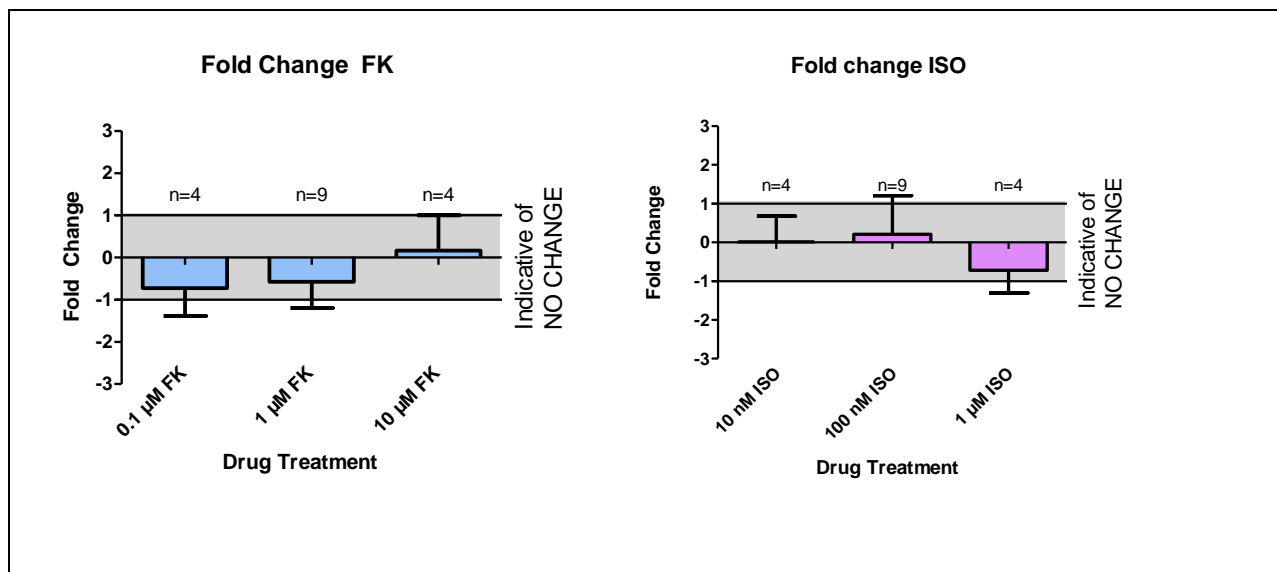 Fold Change FK
Fold Change
3
2
1
0
-1
-2
-3
n=4
n=9
n=4
0.1 µM FK
1 µM FK
10 µM FK
Drug Treatment
Indicative of
NO CHANGE
Fold change ISO
Fold Change
3
2
1
0
-1
-2
-3
n=4
n=9
n=4
10 nM ISO
100 nM ISO
1 µM ISO
Drug Treatment
Indicative of
NO CHANGE